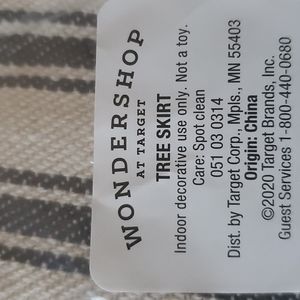 WONDERSHOP
AT TARGET
TREE SKIRT
Indoor decorative use only. Not a toy.
Care: Spot clean
051 03 0314
Dist. by Target Corp., Mpls., MN 55403
Origin: China
©2020 Target Brands, Inc.
Guest Services 1-800-440-0680